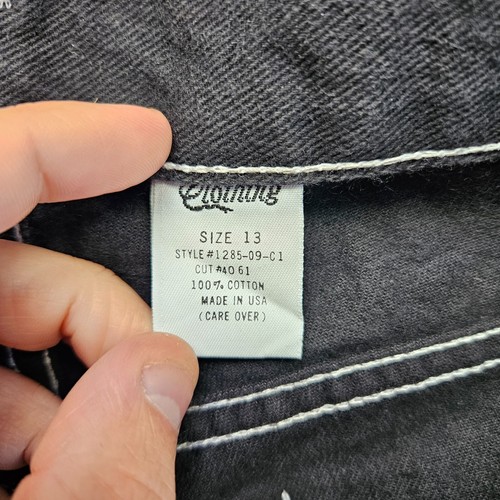 Clothing
SIZE 13
STYLE#1285-09-C1
CUT#4061
100% COTTON
MADE IN USA
(CARE OVER)